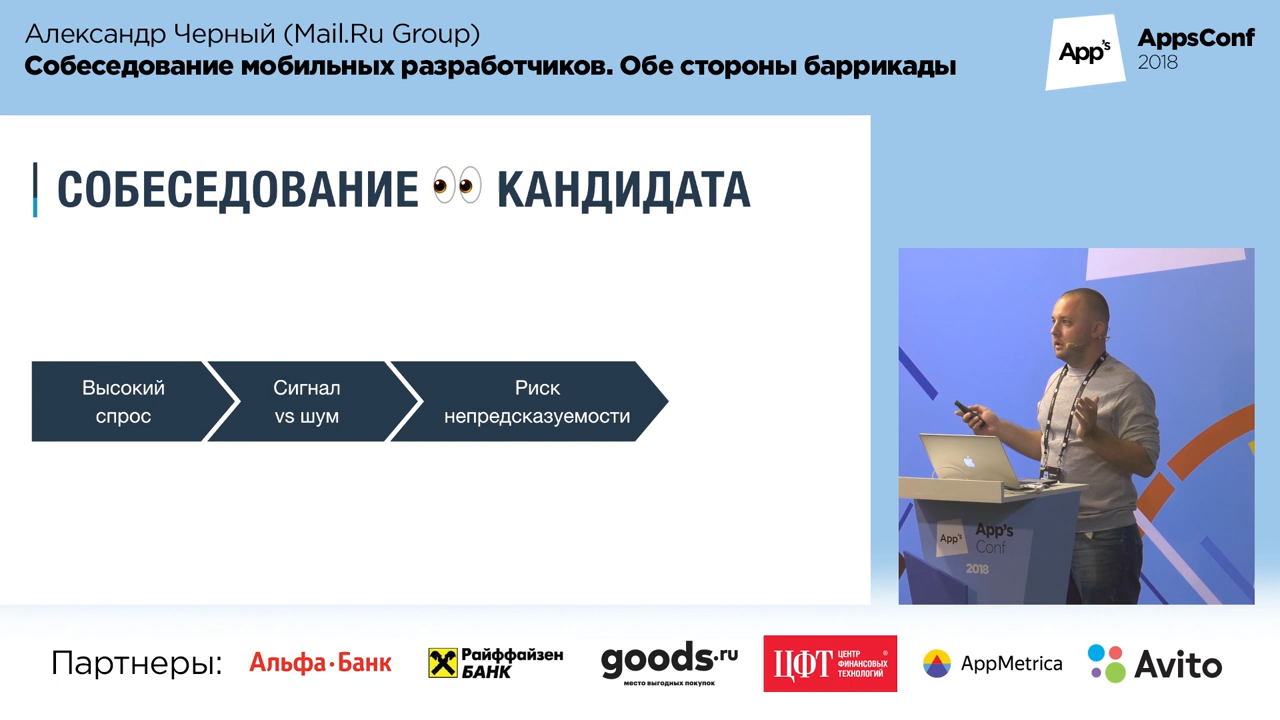 Александр Черный (Mail.Ru Group)
Собеседование мобильных разработчиков. Обе стороны баррикады
App's
AppsConf
2018
СОБЕСЕДОВАНИЕ 👀 КАНДИДАТА
Высокий
спрос
Сигнал
vs шум
Риск
непредсказуемости
App's
App's
Conf
2018
Партнеры:
Альфа·Банк
Райффайзен
БАНК
goods.ru
место выгодных покупок
ЦФТ
ЦЕНТР
ФИНАНСОВЫХ
ТЕХНОЛОГИЙ
®
AppMetrica
Avito